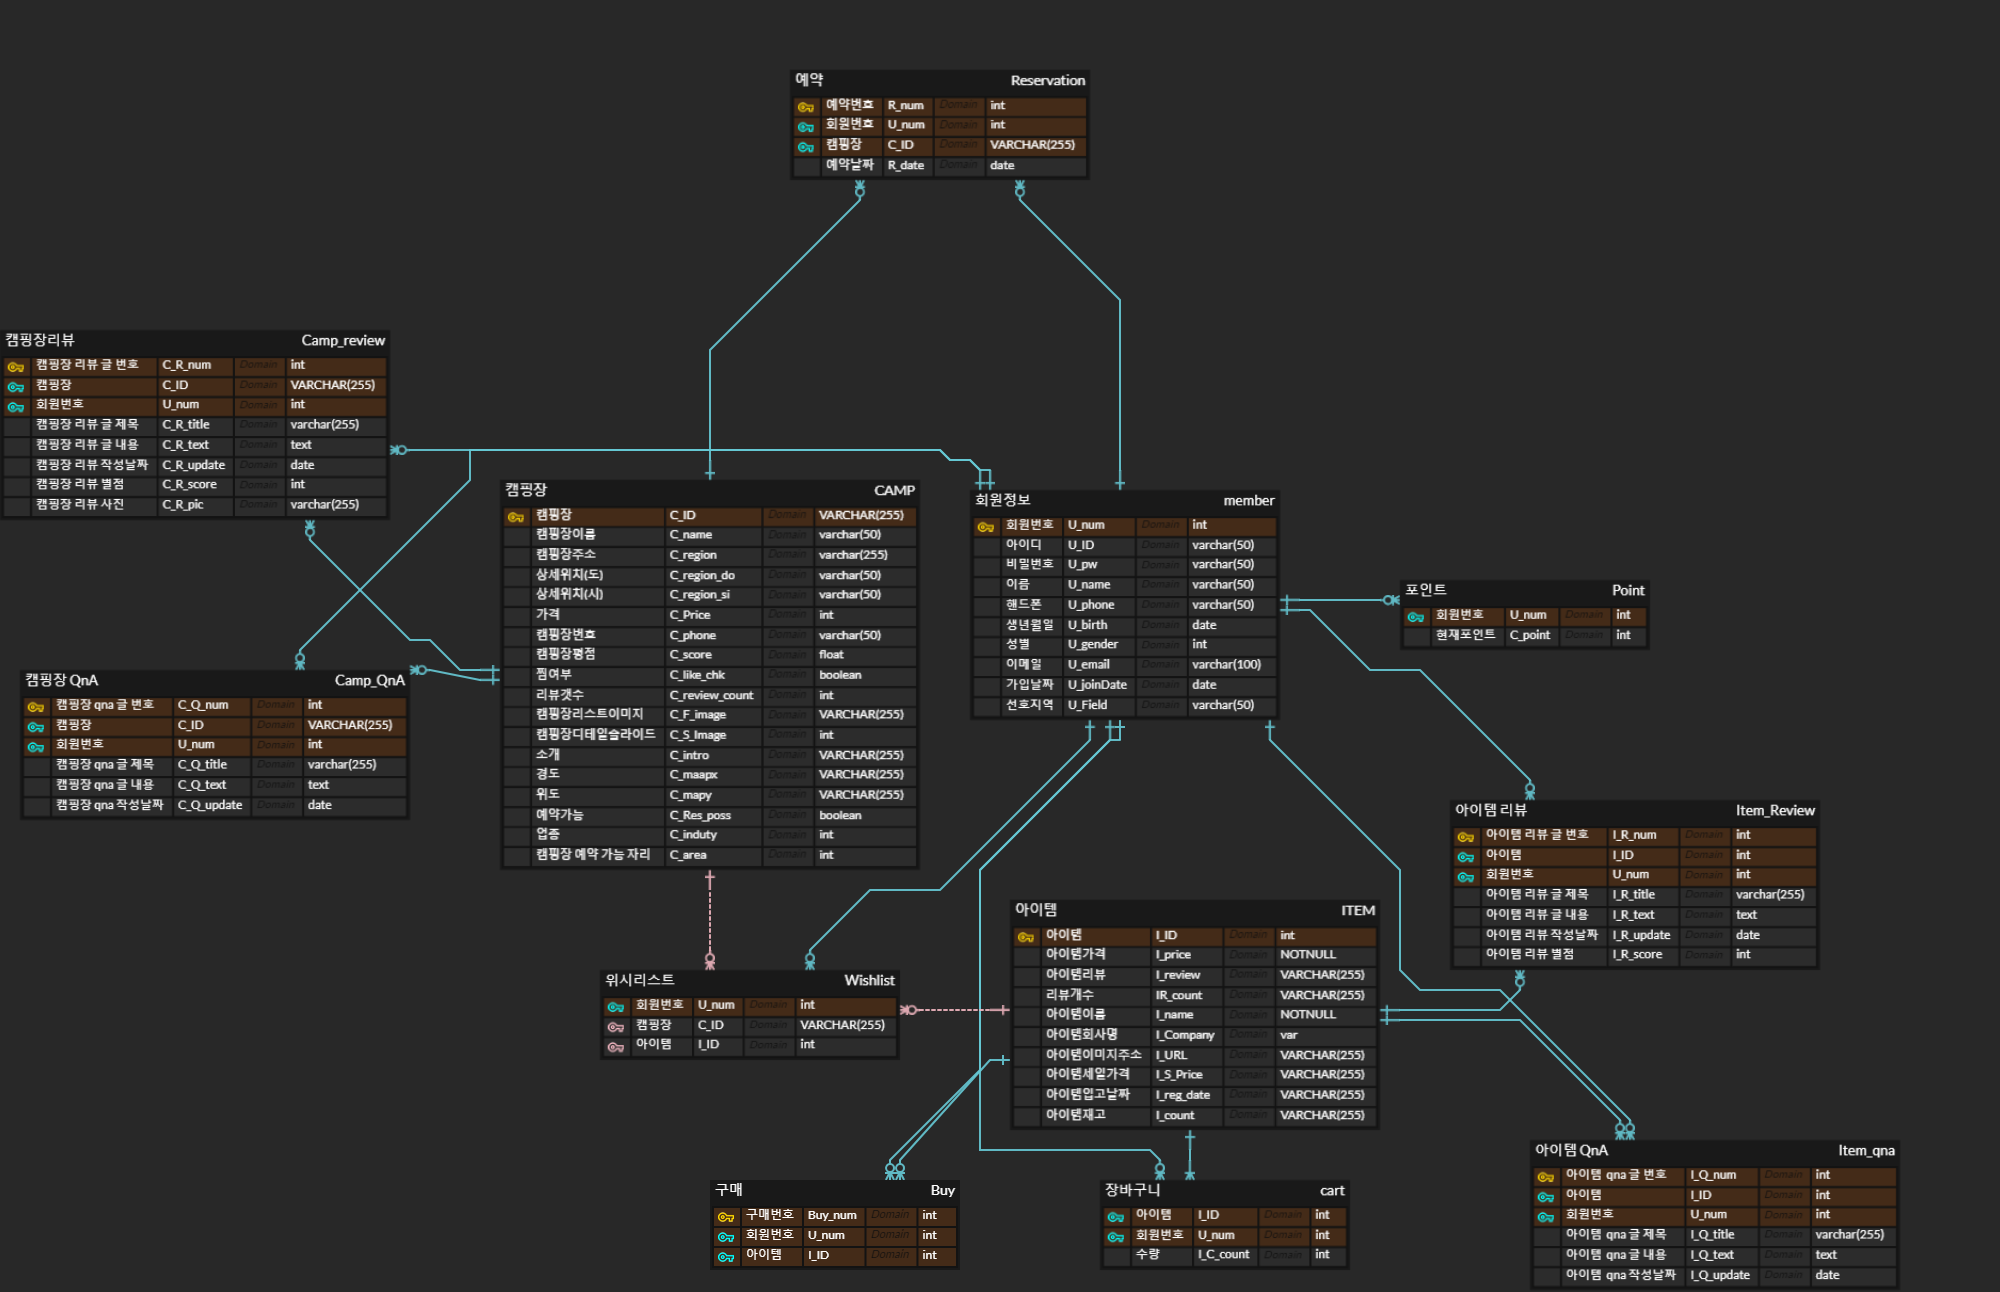 예약 Reservation
예약번호 R_num Domain int
회원번호 U_num Domain int
캠핑장 C_ID Domain VARCHAR(255)
예약날짜 R_date Domain date
캠핑장리뷰 Camp_review
캠핑장 리뷰 글 번호 C_R_num Domain int
캠핑장 C_ID Domain VARCHAR(255)
회원번호 U_num Domain int
캠핑장 리뷰 글 제목 C_R_title Domain varchar(255)
캠핑장 리뷰 글 내용 C_R_text Domain text
캠핑장 리뷰 작성날짜 C_R_update Domain date
캠핑장 리뷰 별점 C_R_score Domain int
캠핑장 리뷰 사진 C_R_pic Domain varchar(255)
캠핑장 CAMP
캠핑장 C_ID Domain VARCHAR(255)
캠핑장이름 C_name Domain varchar(50)
캠핑장주소 C_region Domain varchar(255)
상세위치(도) C_region_do Domain varchar(50)
상세위치(시) C_region_si Domain varchar(50)
가격 C_Price Domain int
캠핑장번호 C_phone Domain varchar(50)
캠핑장평점 C_score Domain float
찜여부 C_like_chk Domain boolean
리뷰갯수 C_review_count Domain int
캠핑장리스트이미지 C_F_image Domain VARCHAR(255)
캠핑장디테일슬라이드 C_S_Image Domain int
소개 C_intro Domain VARCHAR(255)
경도 C_maapx Domain VARCHAR(255)
위도 C_mapy Domain VARCHAR(255)
예약가능 C_Res_poss Domain boolean
업종 C_induty Domain int
캠핑장 예약 가능 자리 C_area Domain int
회원정보 member
회원번호 U_num Domain int
아이디 U_ID Domain varchar(50)
비밀번호 U_pw Domain varchar(50)
이름 U_name Domain varchar(50)
핸드폰 U_phone Domain varchar(50)
생년월일 U_birth Domain date
성별 U_gender Domain int
이메일 U_email Domain varchar(100)
가입날짜 U_joinDate Domain date
선호지역 U_Field Domain varchar(50)
포인트 Point
회원번호 U_num Domain int
현재포인트 C_point Domain int
캠핑장 QnA Camp_QnA
캠핑장 qna 글 번호 C_Q_num Domain int
캠핑장 C_ID Domain VARCHAR(255)
회원번호 U_num Domain int
캠핑장 qna 글 제목 C_Q_title Domain varchar(255)
캠핑장 qna 글 내용 C_Q_text Domain text
캠핑장 qna 작성날짜 C_Q_update Domain date
아이템 리뷰 Item_Review
아이템 리뷰 글 번호 I_R_num Domain int
아이템 I_ID Domain int
회원번호 U_num Domain int
아이템 리뷰 글 제목 I_R_title Domain varchar(255)
아이템 리뷰 글 내용 I_R_text Domain text
아이템 리뷰 작성날짜 I_R_update Domain date
아이템 리뷰 별점 I_R_score Domain int
아이템 ITEM
아이템 I_ID Domain int
아이템가격 I_price Domain NOTNULL
아이템리뷰 I_review Domain VARCHAR(255)
리뷰개수 IR_count Domain VARCHAR(255)
아이템이름 I_name Domain NOTNULL
아이템회사명 I_Company Domain var
아이템이미지주소 I_URL Domain VARCHAR(255)
아이템세일가격 I_S_Price Domain VARCHAR(255)
아이템입고날짜 I_reg_date Domain VARCHAR(255)
아이템재고 I_count Domain VARCHAR(255)
위시리스트 Wishlist
회원번호 U_num Domain int
캠핑장 C_ID Domain VARCHAR(255)
아이템 I_ID Domain int
구매 Buy
구매번호 Buy_num Domain int
회원번호 U_num Domain int
아이템 I_ID Domain int
장바구니 cart
아이템 I_ID Domain int
회원번호 U_num Domain int
수량 I_C_count Domain int
아이템 QnA Item_qna
아이템 qna 글 번호 I_Q_num Domain int
아이템 I_ID Domain int
회원번호 U_num Domain int
아이템 qna 글 제목 I_Q_title Domain varchar(255)
아이템 qna 글 내용 I_Q_text Domain text
아이템 qna 작성날짜 I_Q_update Domain date